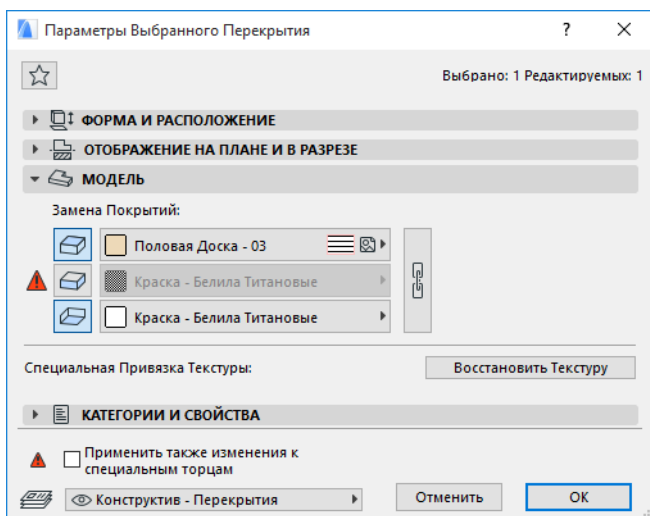 Параметры Выбранного Перекрытия ?
Выбрано: 1 Редактируемых: 1
ФОРМА И РАСПОЛОЖЕНИЕ
ОТОБРАЖЕНИЕ НА ПЛАНЕ И В РАЗРЕЗЕ
МОДЕЛЬ
Замена Покрытий:
Половая Доска - 03
Краска - Белила Титановые
Краска - Белила Титановые
Специальная Привязка Текстуры: Восстановить Текстуру
КАТЕГОРИИ И СВОЙСТВА
Применить также изменения к
специальным торцам
Конструктив - Перекрытия Отменить ОК